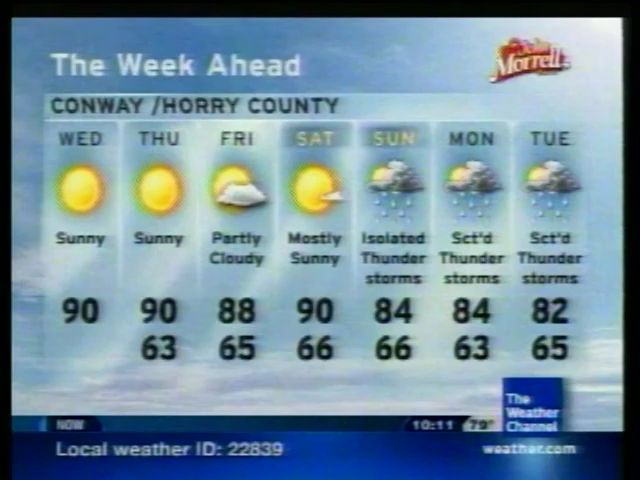 The Week Ahead
John
Morrell
CONWAY /HORRY COUNTY
WED THU FRI SAT SUN MON TUE
Sunny Sunny Partly Cloudy Mostly Sunny Isolated Thunder storms Sct'd Thunder storms Sct'd Thunder storms
90 90 88 90 84 84 82
63 65 66 66 63 65
The
Weather
Channel
NOW 10:11 79°
Local weather ID: 22839 weather.com